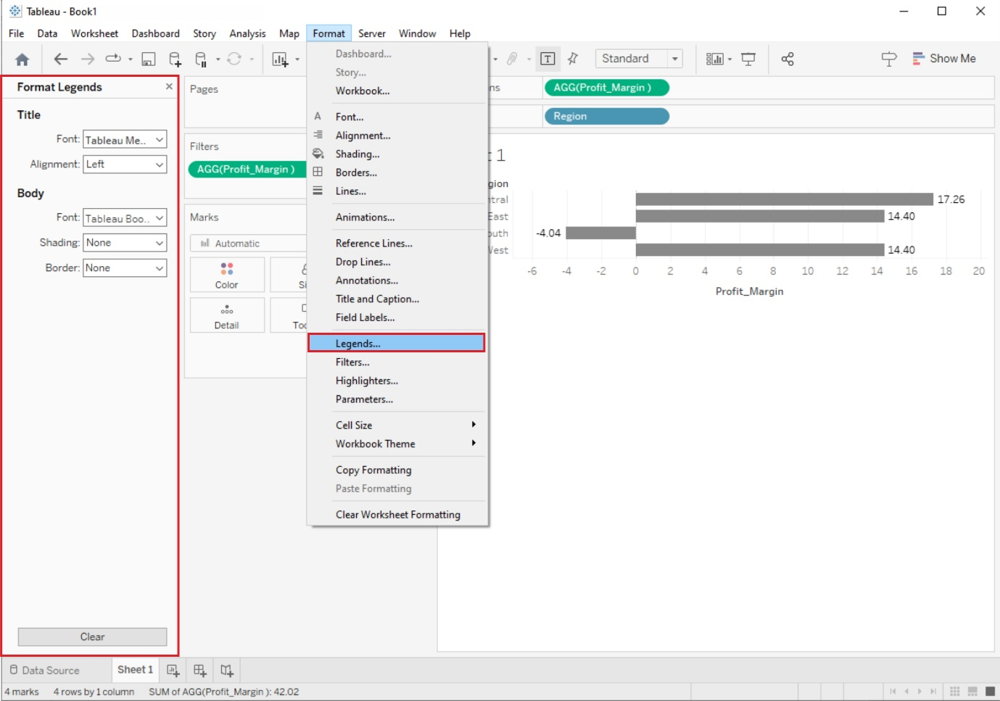 Tableau - Book1
File Data Worksheet Dashboard Story Analysis Map Format Server Window Help
Standard
Show Me
Format Legends
Title
Font: Tableau Me..
Alignment: Left
Body
Font: Tableau Boo..
Shading: None
Border: None
Clear
Pages
Filters
AGG(Profit_Margin )
Marks
Automatic
Color
Si
Detail
Too
Dashboard...
Story...
Workbook...
A Font...
Alignment...
Shading...
Borders...
Lines...
Animations...
Reference Lines...
Drop Lines...
Annotations...
Title and Caption...
Field Labels...
Legends...
Filters...
Highlighters...
Parameters...
Cell Size
Workbook Theme
Copy Formatting
Paste Formatting
Clear Worksheet Formatting
ns AGG(Profit_Margin )
Region
t 1
gion
ntral 17.26
East 14.40
outh -4.04
West 14.40
-6 -4 -2 0 2 4 6 8 10 12 14 16 18 20
Profit_Margin
Data Source Sheet 1
4 marks 4 rows by 1 column SUM of AGG(Profit_Margin ): 42.02